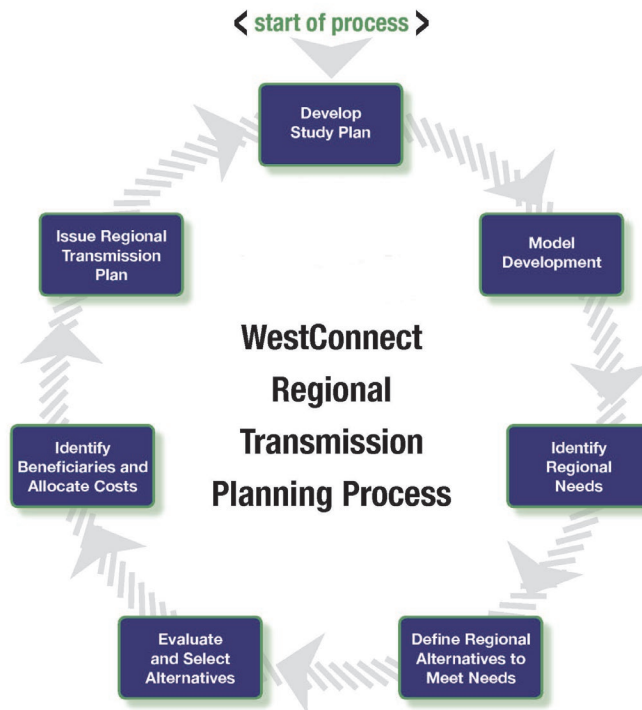 < start of process >
Develop
Study Plan
Model
Development
Identify
Regional
Needs
Define Regional
Alternatives to
Meet Needs
Evaluate
and Select
Alternatives
Identify
Beneficiaries and
Allocate Costs
Issue Regional
Transmission
Plan
WestConnect
Regional
Transmission
Planning Process